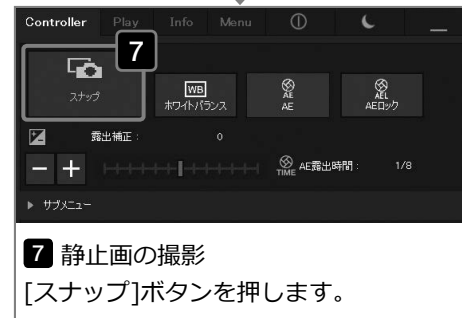 Controller Play Info Menu
7
スナップ
WB
ホワイトバランス
AE
AE
AEL
AEロック
露出補正 : 0
TIME AE露出時間 : 1/8
サブメニュー
7 静止画の撮影
[スナップ]ボタンを押します。